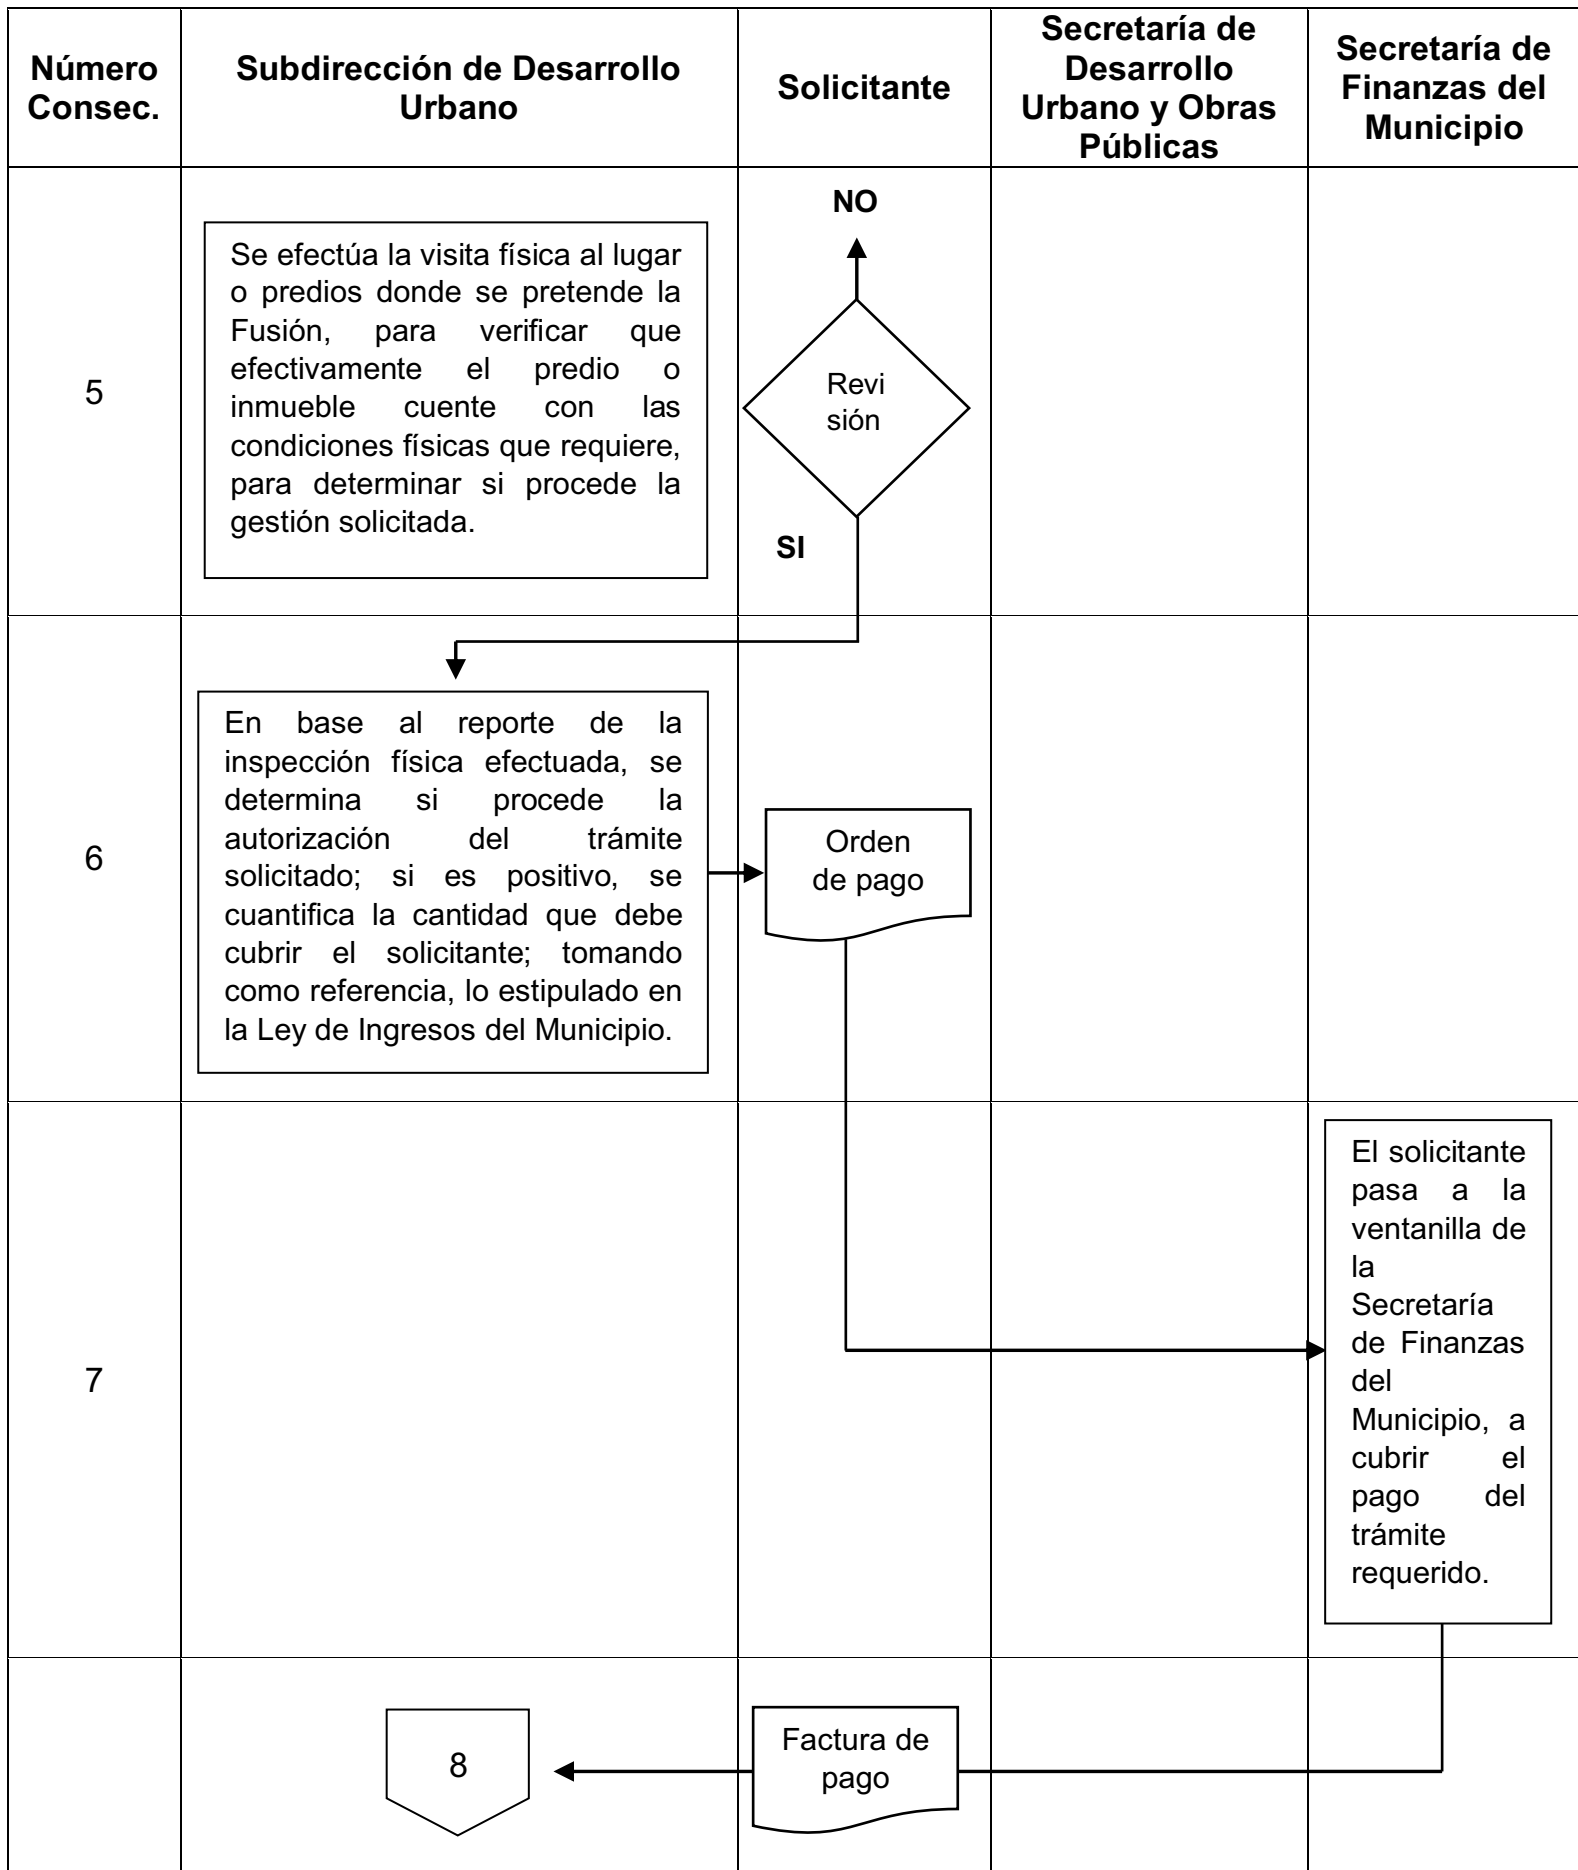 Número
Consec.
Subdirección de Desarrollo
Urbano
Solicitante
Secretaría de
Desarrollo
Urbano y Obras
Públicas
Secretaría de
Finanzas del
Municipio
5
Se efectúa la visita física al lugar
o predios donde se pretende la
Fusión, para verificar que
efectivamente el predio o
inmueble cuente con las
condiciones físicas que requiere,
para determinar si procede la
gestión solicitada.
NO
Revi
sión
SI
6
En base al reporte de la
inspección física efectuada, se
determina si procede la
autorización del trámite
solicitado; si es positivo, se
cuantifica la cantidad que debe
cubrir el solicitante; tomando
como referencia, lo estipulado en
la Ley de Ingresos del Municipio.
Orden
de pago
7
El solicitante
pasa a la
ventanilla de
la
Secretaría
de Finanzas
del
Municipio, a
cubrir el
pago del
trámite
requerido.
8
Factura de
pago